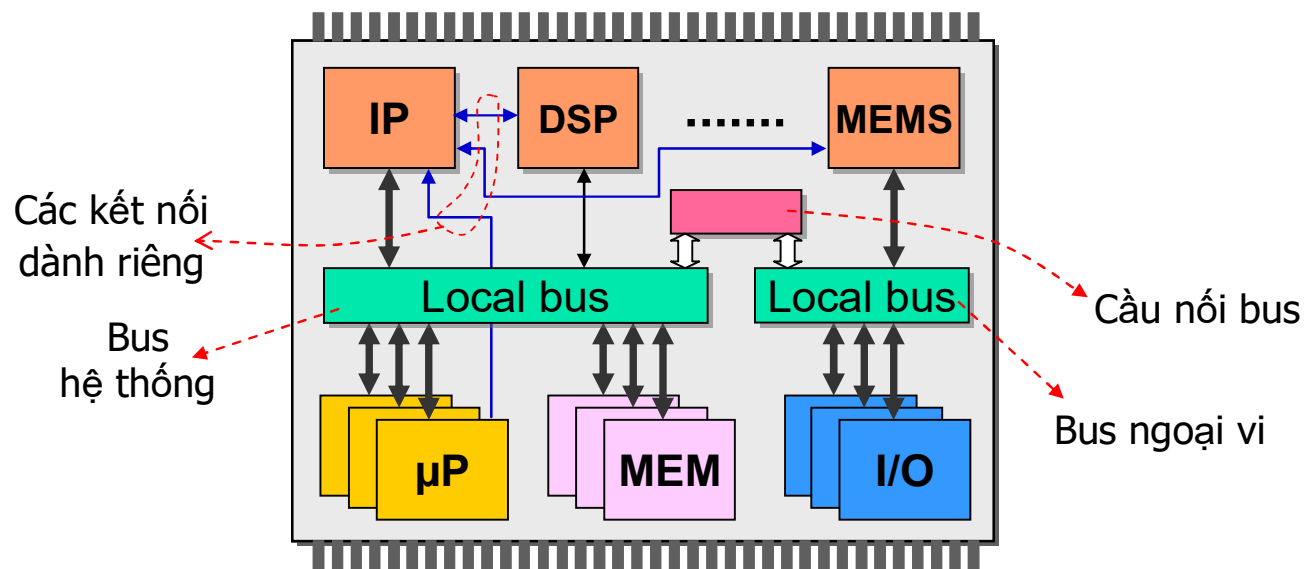 IP
DSP
........
MEMS
Các kết nối
dành riêng
Local bus
Local bus
Cầu nối bus
Bus
hệ thống
Bus ngoại vi
µP
MEM
I/O